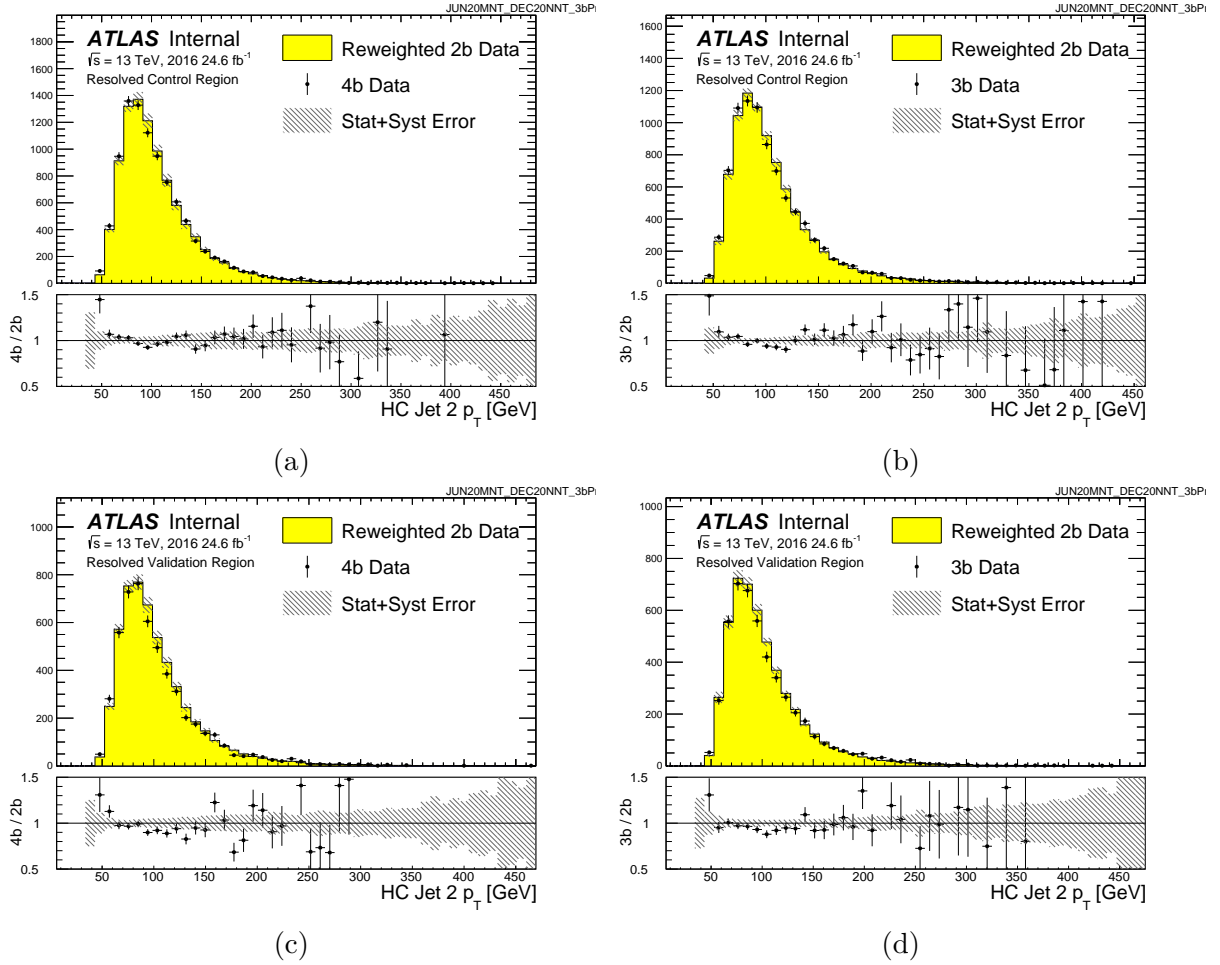 JUN20MNT_DEC20NNT_3bPr
ATLAS Internal
√s = 13 TeV, 2016 24.6 fb-1
Resolved Control Region
Reweighted 2b Data
4b Data
Stat+Syst Error
1800
1600
1400
1200
1000
800
600
400
200
0
1.5
1
0.5
4b / 2b
50 100 150 200 250 300 350 400 450
HC Jet 2 pT [GeV]
(a)
JUN20MNT_DEC20NNT_3bPr
ATLAS Internal
√s = 13 TeV, 2016 24.6 fb-1
Resolved Control Region
Reweighted 2b Data
3b Data
Stat+Syst Error
1600
1400
1200
1000
800
600
400
200
0
1.5
1
0.5
3b / 2b
50 100 150 200 250 300 350 400 450
HC Jet 2 pT [GeV]
(b)
JUN20MNT_DEC20NNT_3bPr
ATLAS Internal
√s = 13 TeV, 2016 24.6 fb-1
Resolved Validation Region
Reweighted 2b Data
4b Data
Stat+Syst Error
1000
800
600
400
200
0
1.5
1
0.5
4b / 2b
50 100 150 200 250 300 350 400 450
HC Jet 2 pT [GeV]
(c)
JUN20MNT_DEC20NNT_3bPr
ATLAS Internal
√s = 13 TeV, 2016 24.6 fb-1
Resolved Validation Region
Reweighted 2b Data
3b Data
Stat+Syst Error
1000
800
600
400
200
0
1.5
1
0.5
3b / 2b
50 100 150 200 250 300 350 400 450
HC Jet 2 pT [GeV]
(d)